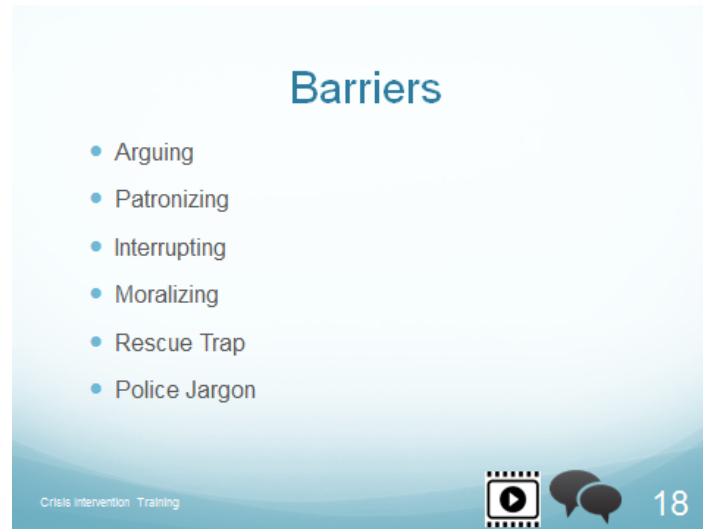 Barriers
Arguing
Patronizing
Interrupting
Moralizing
Rescue Trap
Police Jargon
Crisis Intervention Training
18